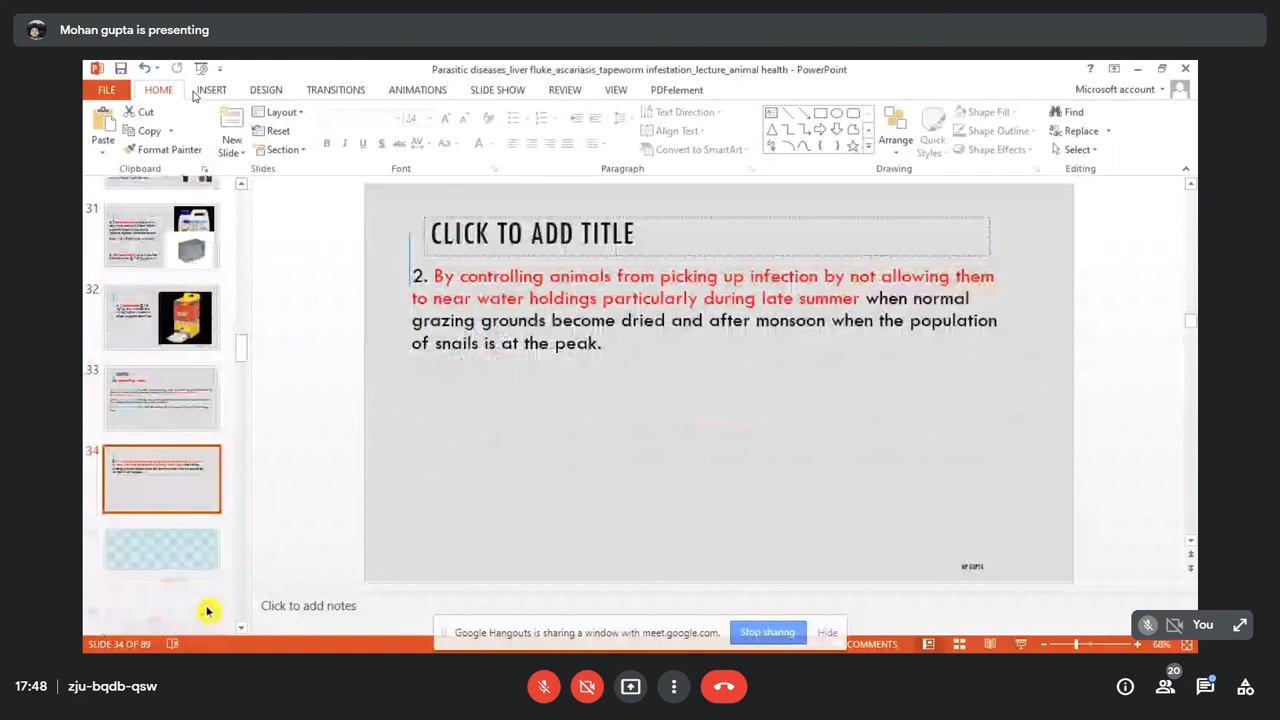 Mohan gupta is presenting
Parasitic diseases_liver fluke_ascariasis_tapeworm infestation_lecture_animal health - PowerPoint
FILE HOME INSERT DESIGN TRANSITIONS ANIMATIONS SLIDE SHOW REVIEW VIEW PDFelement Microsoft account
Paste Cut Copy Format Painter
Clipboard
New Slide Layout Reset Section
Slides
24
Font
Text Direction Align Text Convert to SmartArt
Paragraph
Arrange Quick Styles Shape Fill Shape Outline Shape Effects
Drawing
Find Replace Select
Editing
31
32
33
34
CLICK TO ADD TITLE
2. By controlling animals from picking up infection by not allowing them
to near water holdings particularly during late summer when normal
grazing grounds become dried and after monsoon when the population
of snails is at the peak.
MP GUPTA
Click to add notes
Google Hangouts is sharing a window with meet.google.com. Stop sharing Hide
You
SLIDE 34 OF 89 COMMENTS 68%
17:48 zju-bqdb-qsw
20